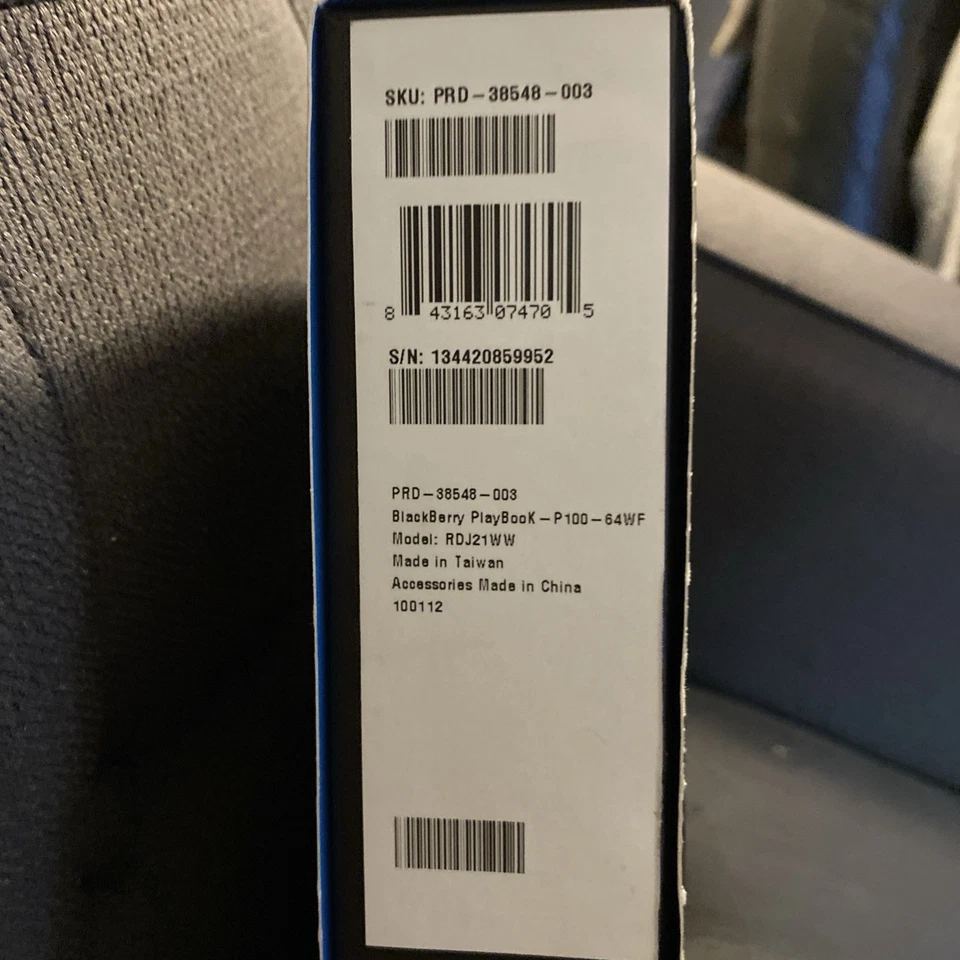 SKU: PRD-38548-003
8 43163 07470 5
S/N: 134420859952
PRD-38548-003
BlackBerry PlayBooK-P100-64WF
Model: RDJ21WW
Made in Taiwan
Accessories Made in China
100112